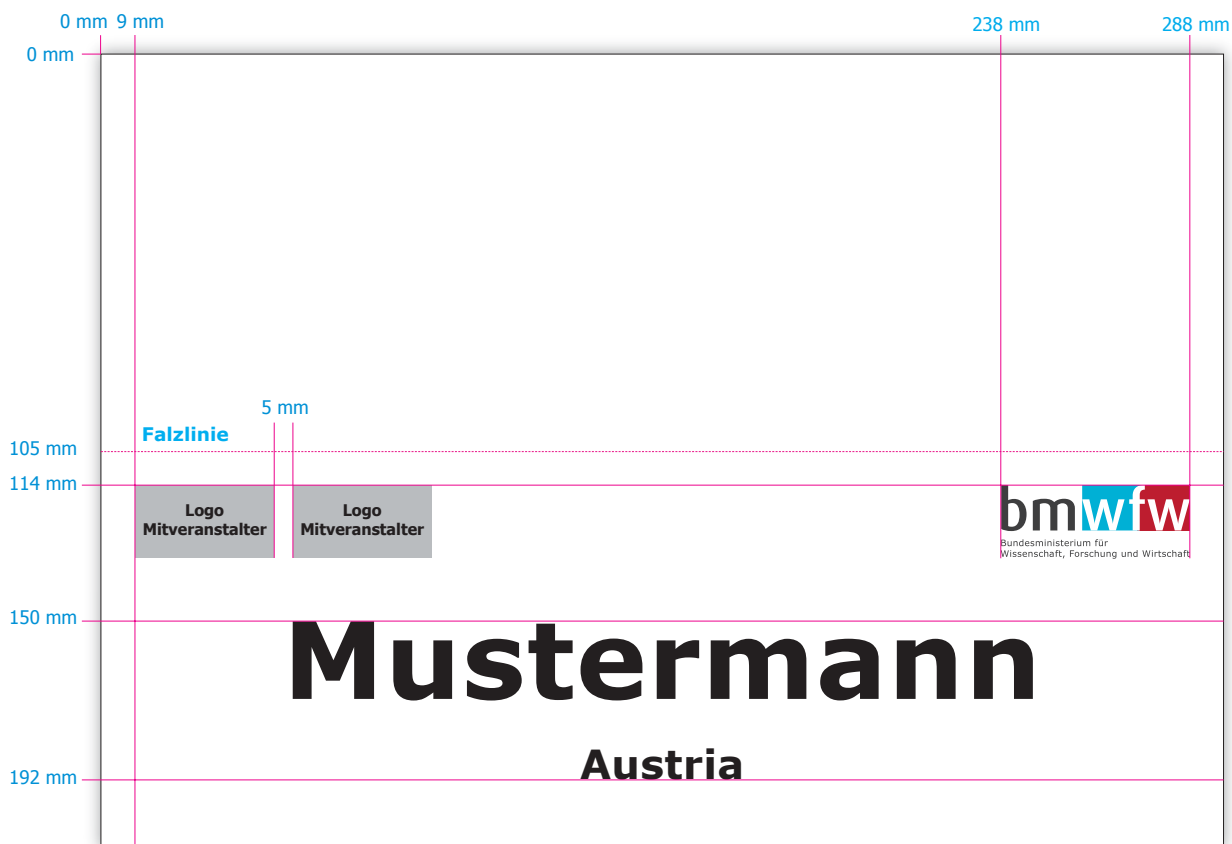 0 mm 9 mm
238 mm
288 mm
0 mm
5 mm
Falzlinie
105 mm
114 mm
Logo
Mitveranstalter
Logo
Mitveranstalter
bmwfw
Bundesministerium für
Wissenschaft, Forschung und Wirtschaft
150 mm
Mustermann
Austria
192 mm